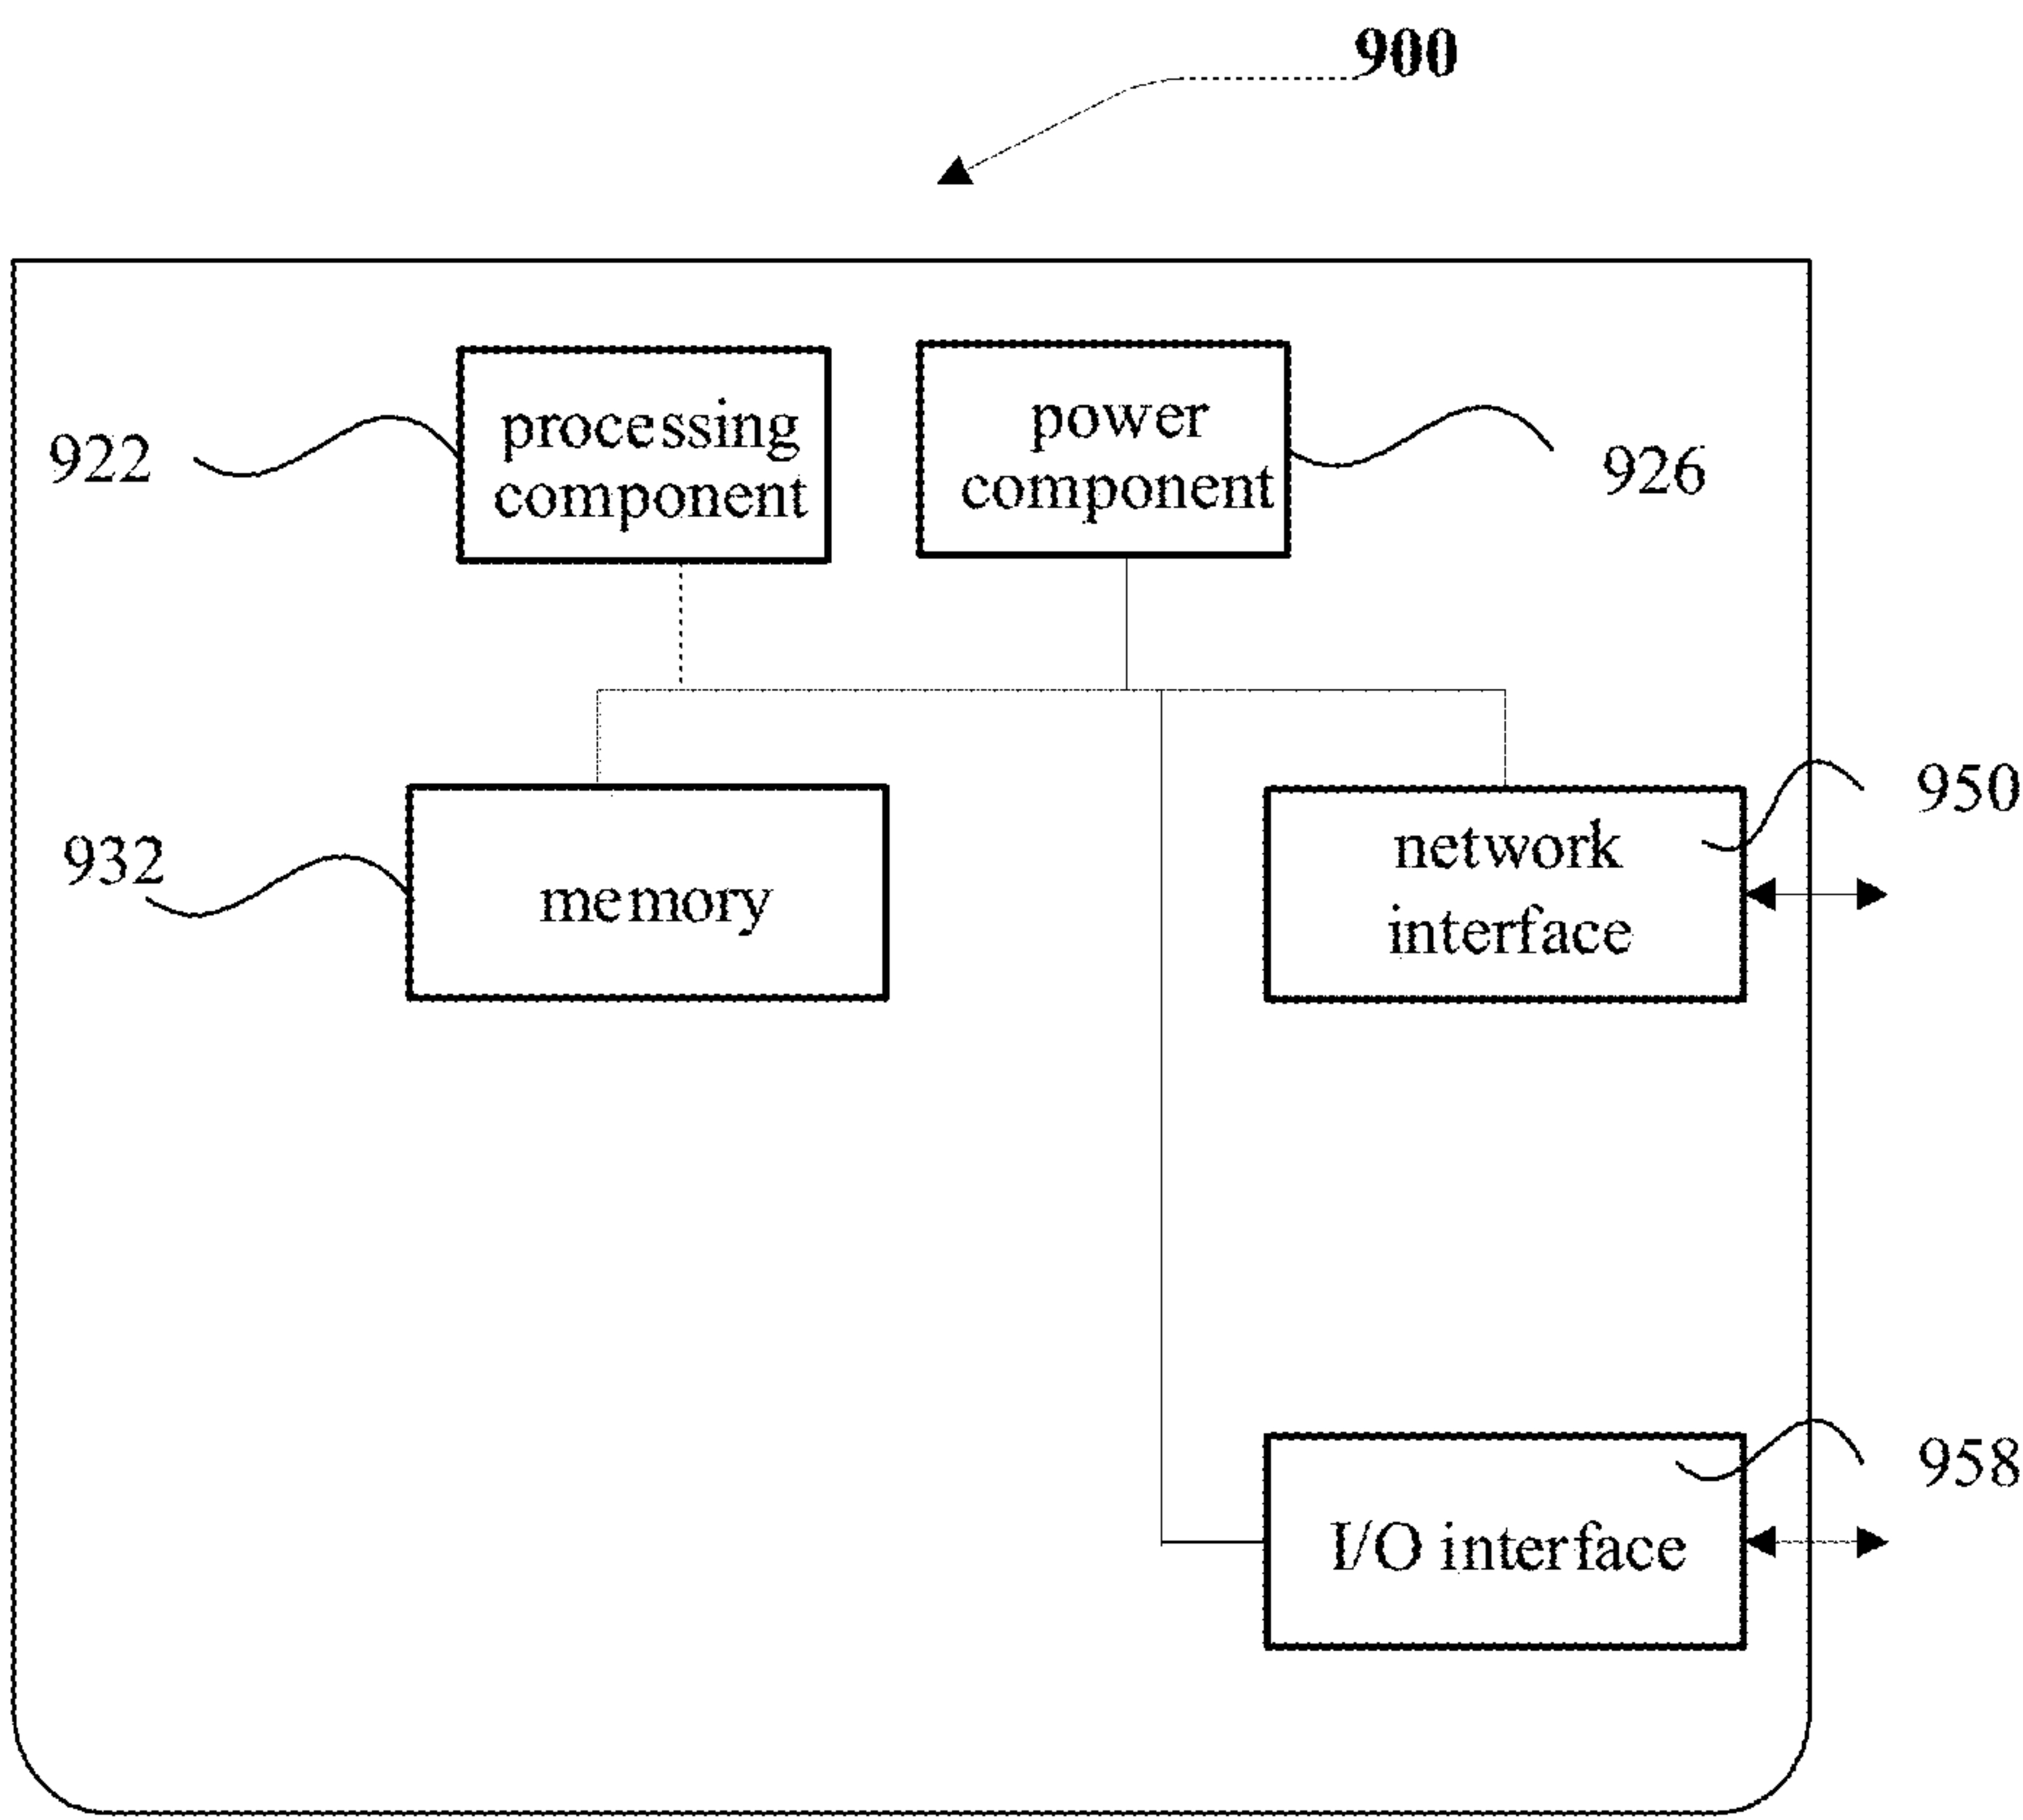 900
922
processing
component
power
component
926
932
memory
network
interface
950
I/O interface
958